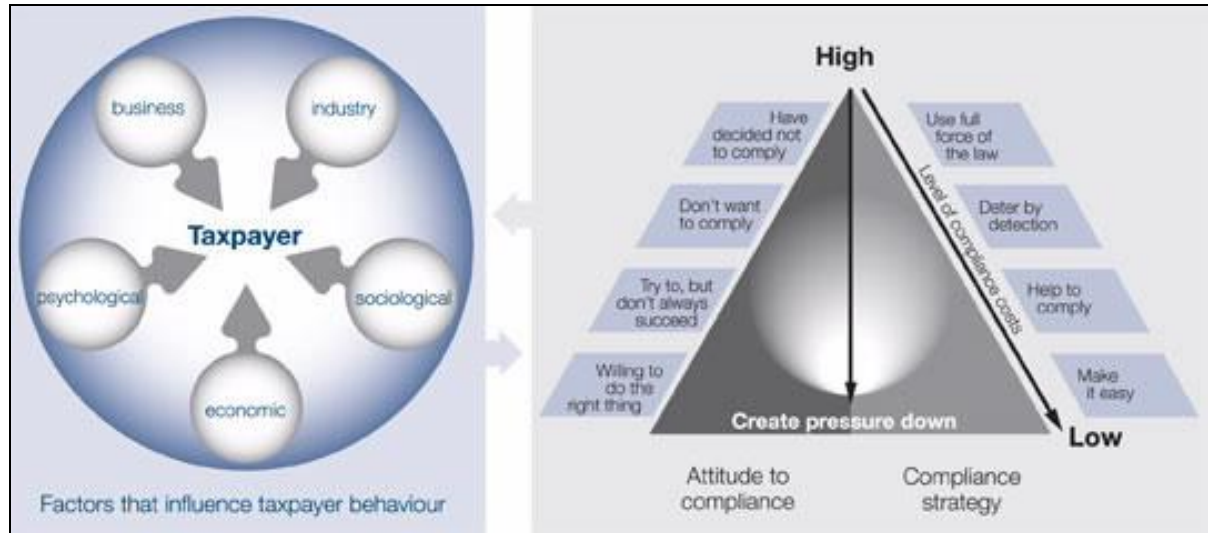 business
industry
Taxpayer
psychological
sociological
economic
Factors that influence taxpayer behaviour
High
Have
decided not
to comply
Don't want
to comply
Try to, but
don't always
succeed
Willing to
do the
right thing
Use full
force of
the law
Deter by
detection
Help to
comply
Make
it easy
Level of compliance costs
Create pressure down
Low
Attitude to
compliance
Compliance
strategy